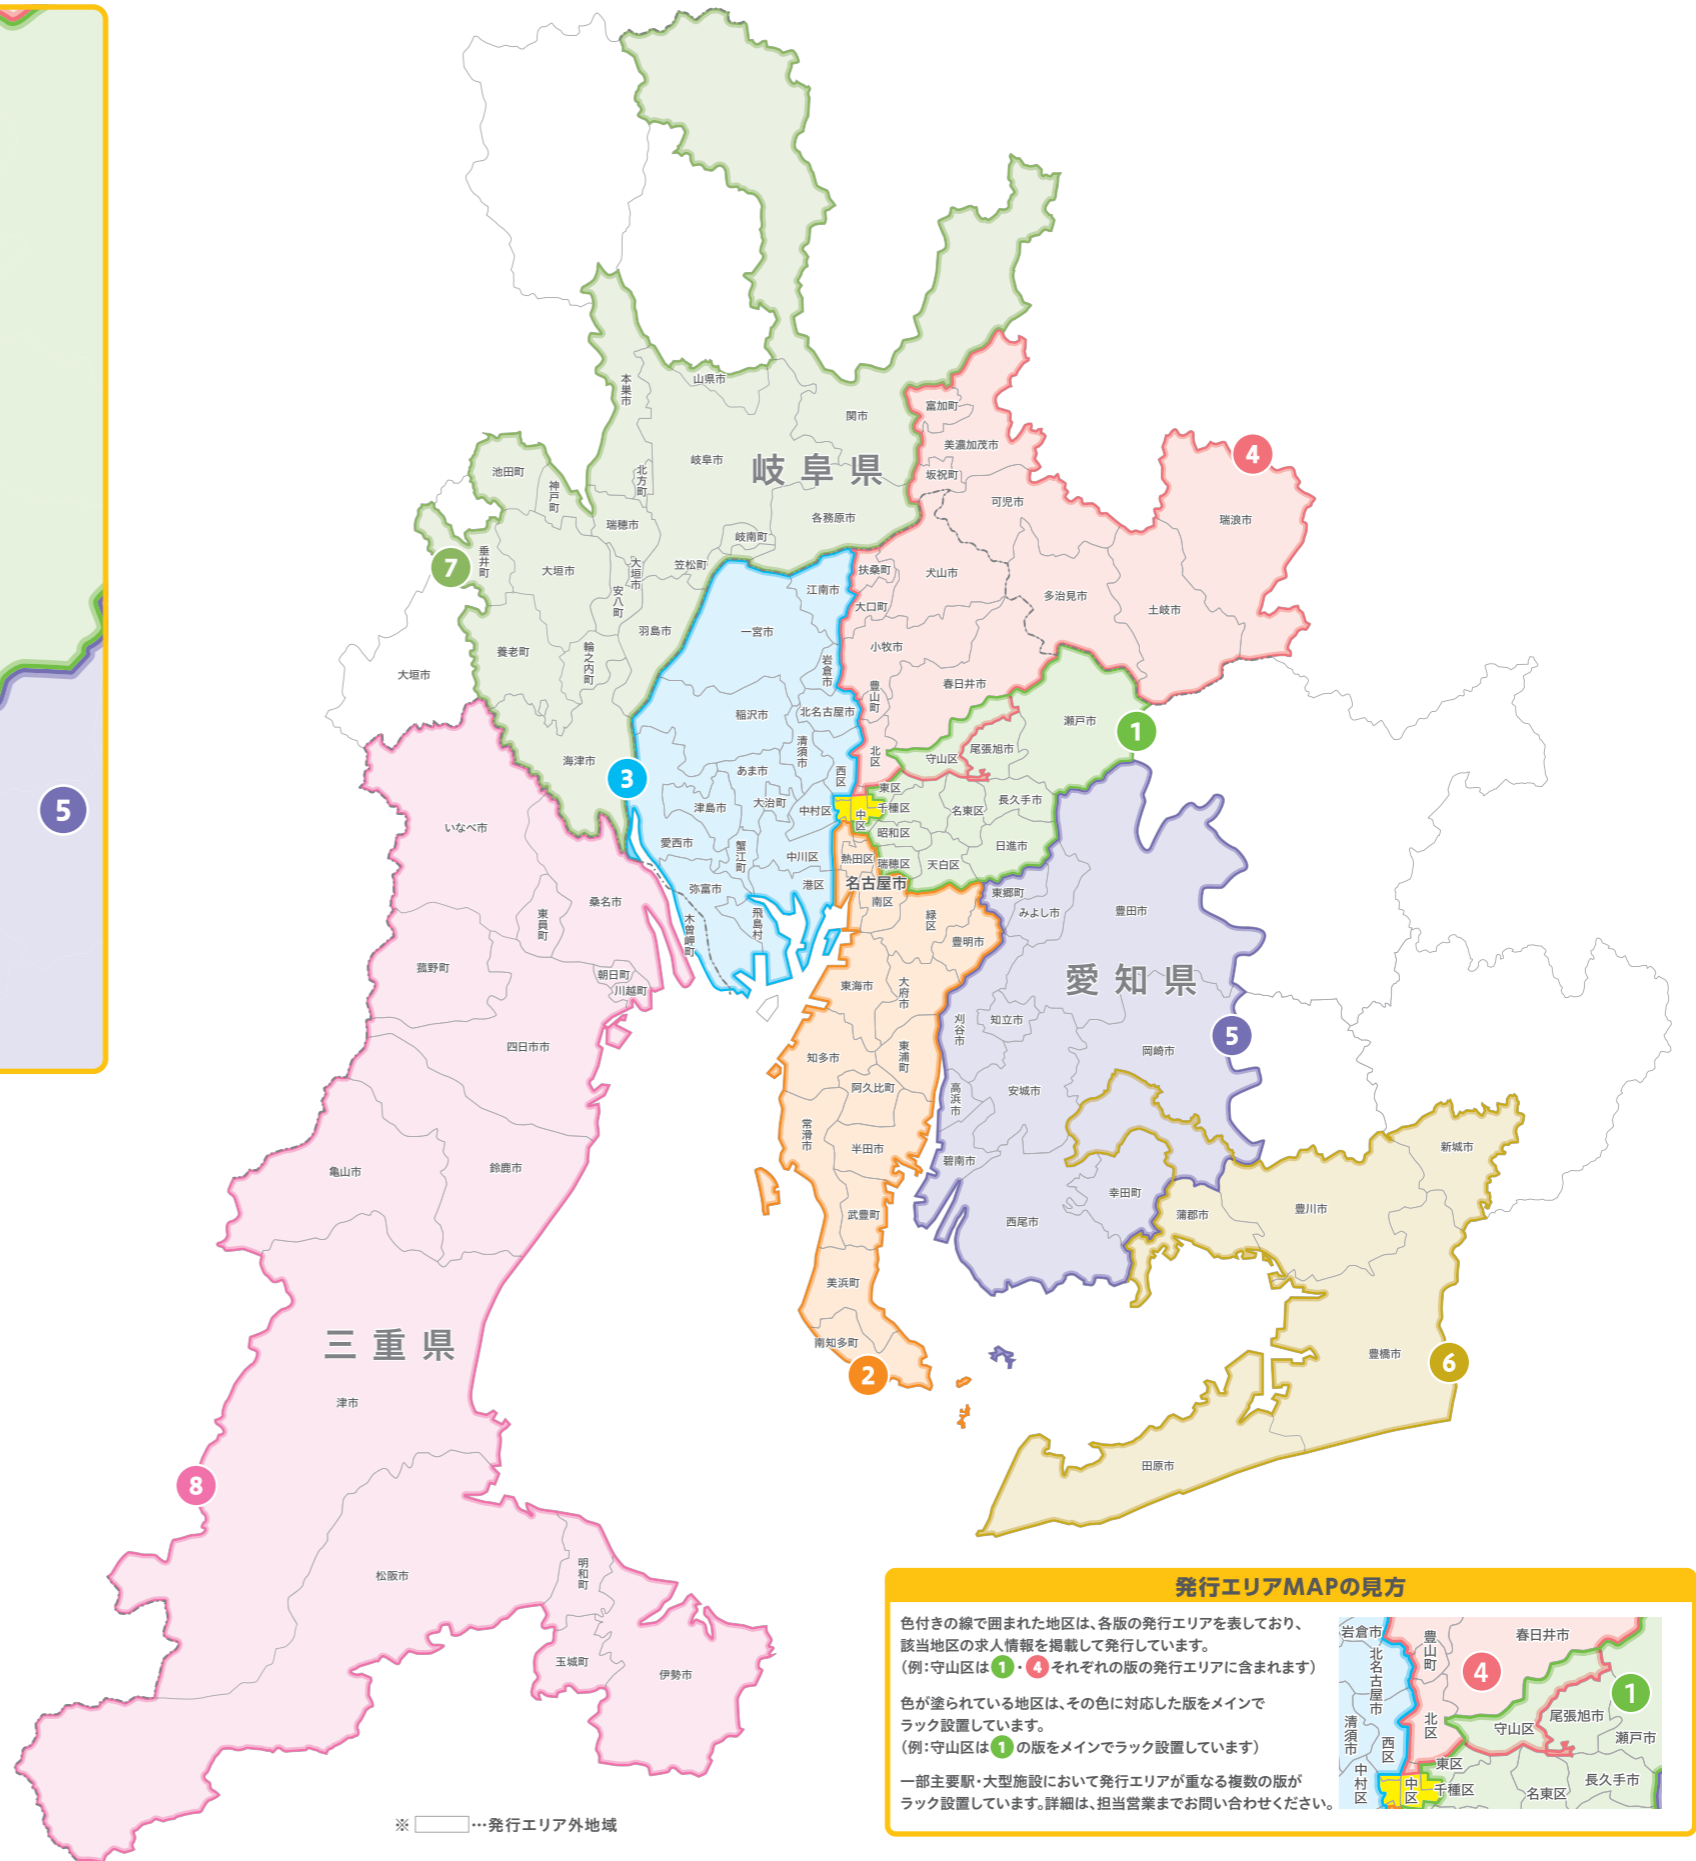 5
岐阜県
本巣市
山県市
関市
富加町
美濃加茂市
坂祝町
可児市
4
瑞浪市
池田町
神戸町
北方町
岐阜市
瑞穂市
各務原市
岐南町
7
垂井町
大垣市
大垣市
安八町
笠松町
羽島市
養老町
輪之内町
大垣市
海津市
扶桑町
犬山市
江南市
大口町
多治見市
土岐市
一宮市
小牧市
岩倉市
春日井市
豊山町
稲沢市
北名古屋市
清須市
北区
守山区
尾張旭市
瀬戸市
1
3
あま市
西区
東区
千種区
名東区
長久手市
津島市
大治町
中村区
中区
昭和区
日進市
愛西市
蟹江町
中川区
熱田区
瑞穂区
天白区
弥富市
港区
名古屋市
南区
緑区
東郷町
みよし市
豊田市
豊明市
飛島村
木曽岬町
いなべ市
桑名市
東員町
菰野町
朝日町
川越町
四日市市
愛知県
東海市
大府市
刈谷市
知立市
岡崎市
5
知多市
東浦町
阿久比町
高浜市
安城市
常滑市
半田市
碧南市
武豊町
西尾市
幸田町
新城市
蒲郡市
豊川市
美浜町
南知多町
2
豊橋市
6
田原市
亀山市
鈴鹿市
三重県
津市
8
松阪市
明和町
玉城町
伊勢市
※ …発行エリア外地域
発行エリアMAPの見方
色付きの線で囲まれた地区は、各版の発行エリアを表しており、
該当地区の求人情報を掲載して発行しています。
（例：守山区は1・4それぞれの版の発行エリアに含まれます）
色が塗られている地区は、その色に対応した版をメインで
ラック設置しています。
（例：守山区は1の版をメインでラック設置しています）
一部主要駅・大型施設において発行エリアが重なる複数の版が
ラック設置しています。詳細は、担当営業までお問い合わせください。
岩倉市
豊山町
春日井市
北名古屋市
4
1
北区
守山区
尾張旭市
清須市
西区
瀬戸市
東区
中村区
中区
千種区
名東区
長久手市